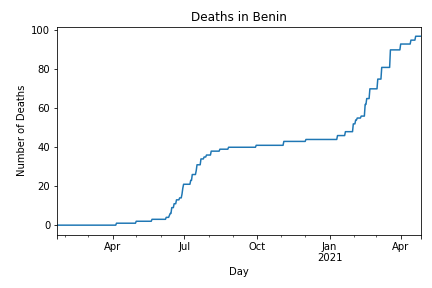 Deaths in Benin
100
80
60
40
20
0
Number of Deaths
Apr
Jul
Oct
Jan
2021
Apr
Day